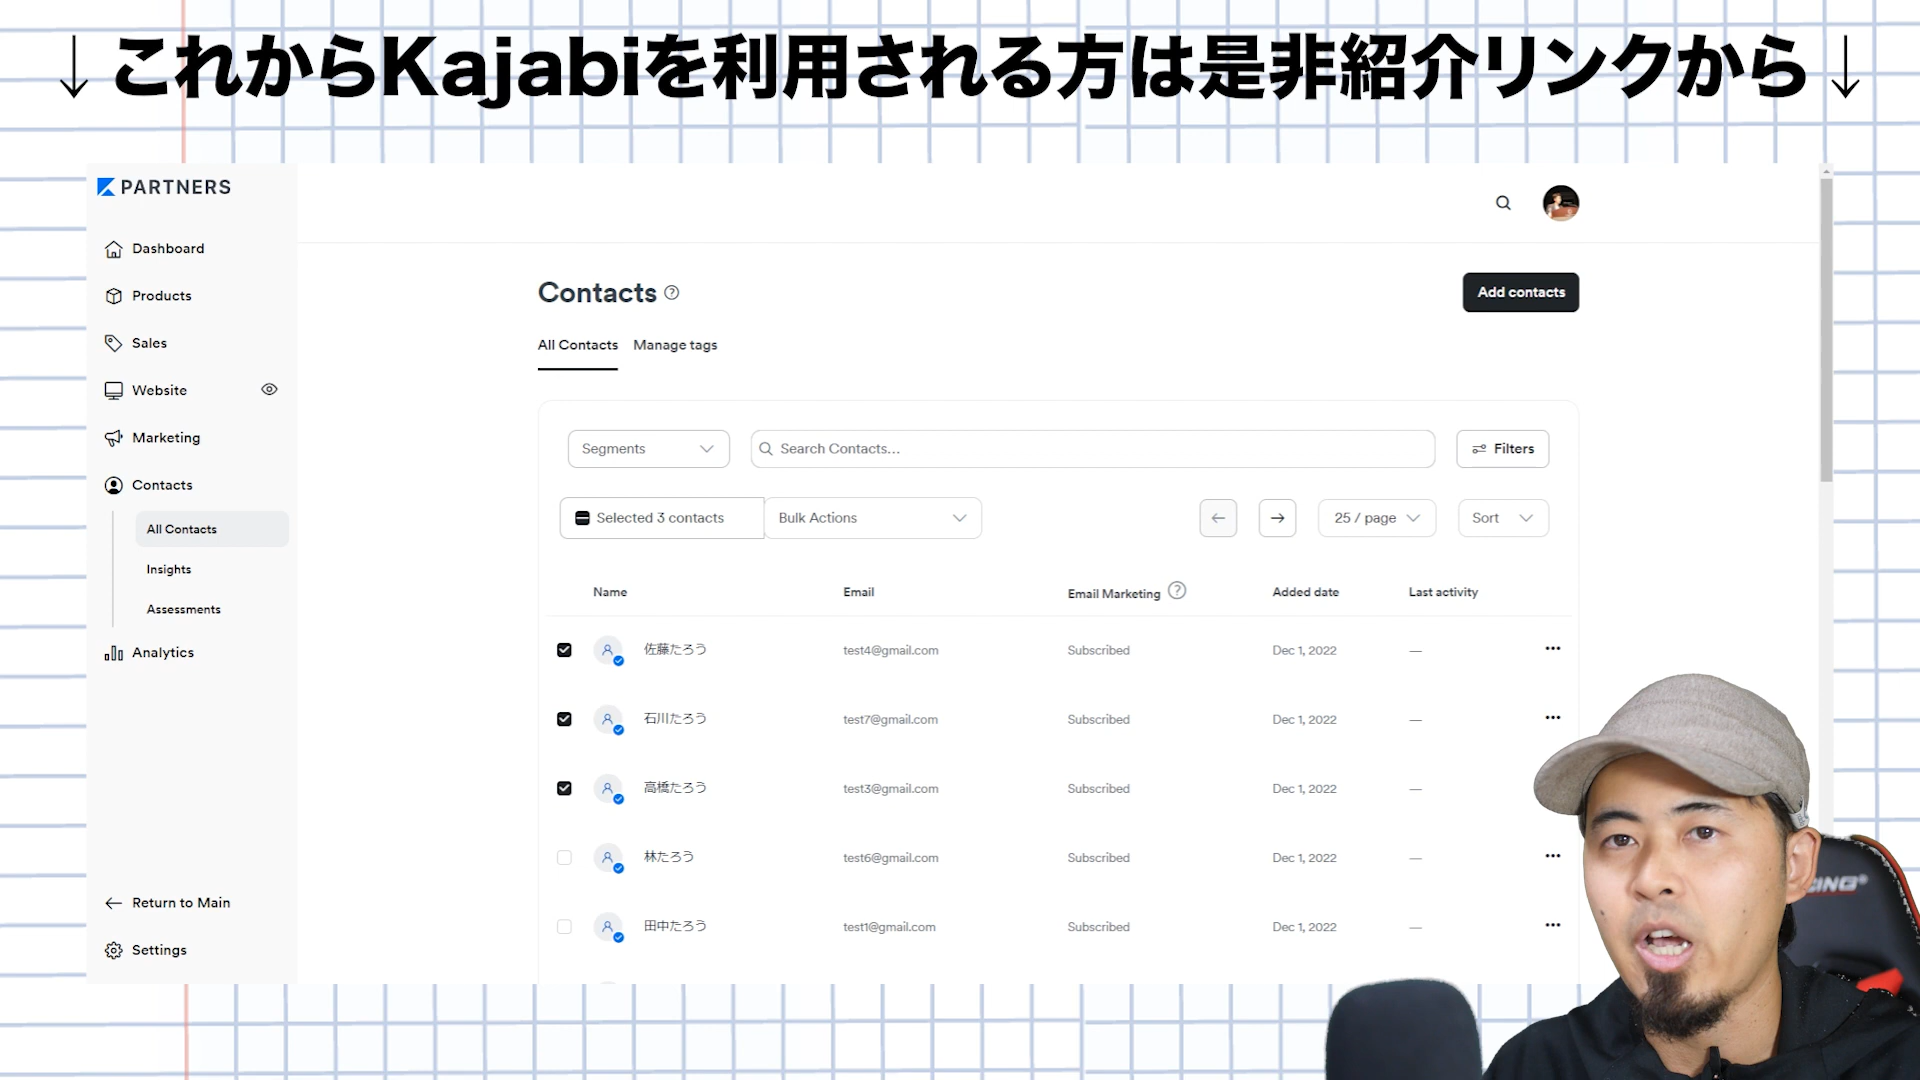 ↓これからKajabiを利用される方は是非紹介リンクから↓
PARTNERS
Dashboard
Products
Sales
Website
Marketing
Contacts
All Contacts
Insights
Assessments
Analytics
Return to Main
Settings
Contacts
Add contacts
All Contacts Manage tags
Segments Search Contacts... Filters
Selected 3 contacts Bulk Actions 25 / page Sort
Name Email Email Marketing Added date Last activity
佐藤たろう test4@gmail.com Subscribed Dec 1, 2022 —
石川たろう test7@gmail.com Subscribed Dec 1, 2022 —
高橋たろう test3@gmail.com Subscribed Dec 1, 2022 —
林たろう test6@gmail.com Subscribed Dec 1, 2022 —
田中たろう test1@gmail.com Subscribed Dec 1, 2022 —